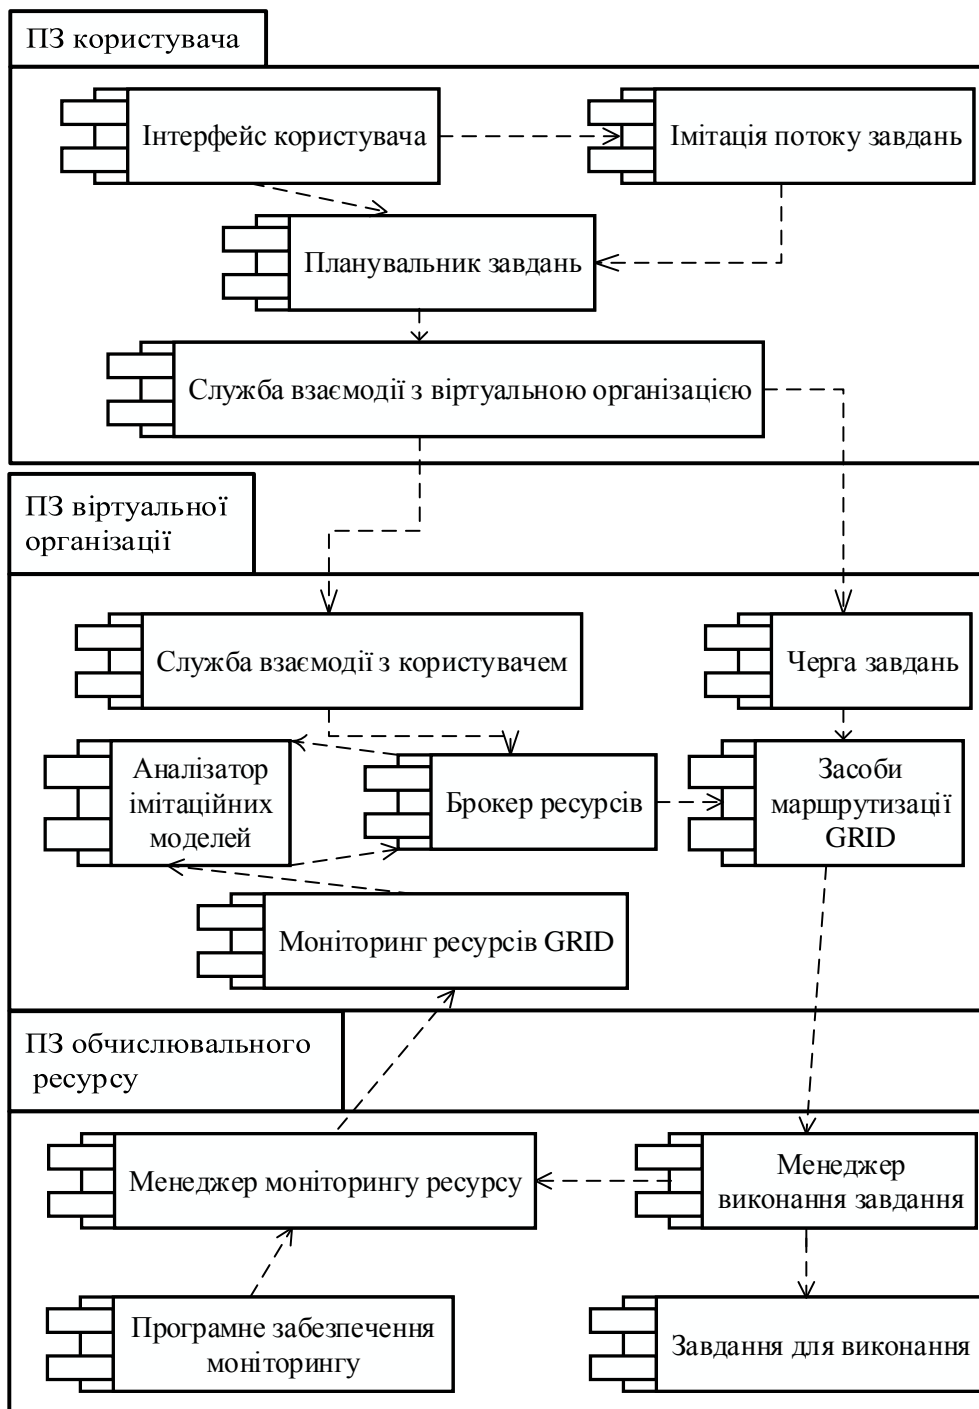 ПЗ користувача
Інтерфейс користувача
Імітація потоку завдань
Планувальник завдань
Служба взаємодії з віртуальною організацією
ПЗ віртуальної
організації
Служба взаємодії з користувачем
Черга завдань
Аналізатор
імітаційних
моделей
Брокер ресурсів
Засоби
маршрутизації
GRID
Моніторинг ресурсів GRID
ПЗ обчислювального
ресурсу
Менеджер моніторингу ресурсу
Менеджер
виконання завдання
Програмне забезпечення
моніторингу
Завдання для виконання